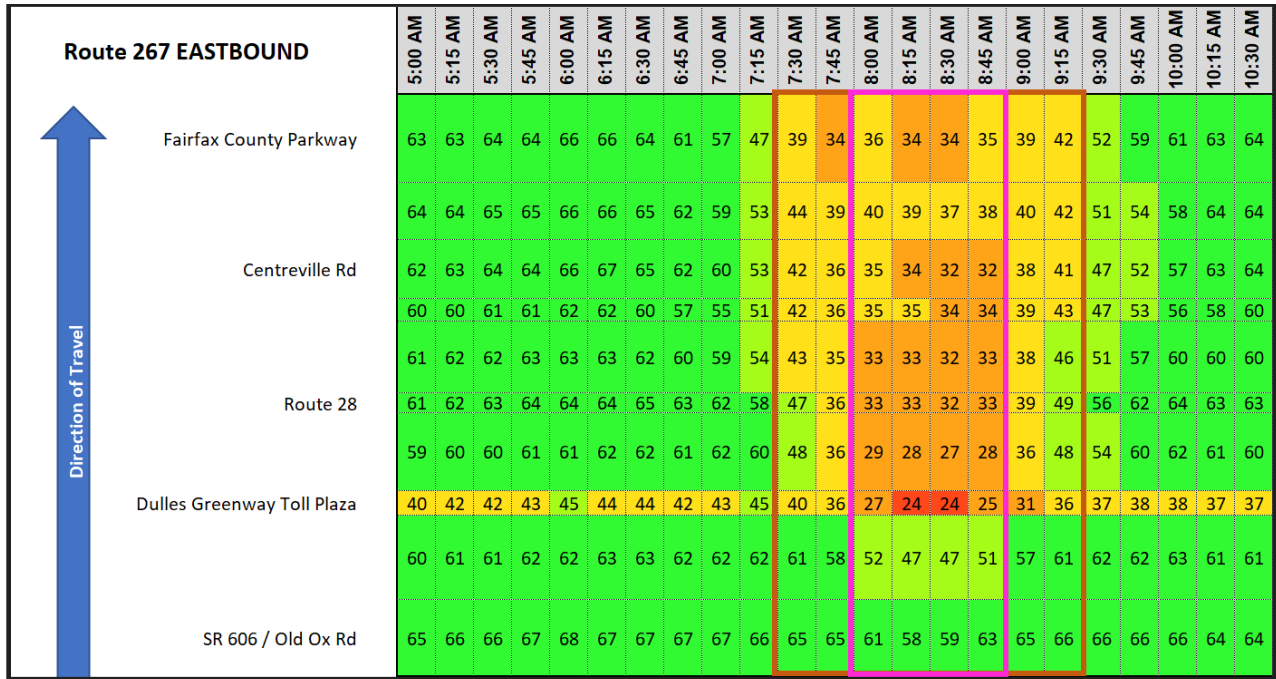 Route 267 EASTBOUND 5:00 AM 5:15 AM 5:30 AM 5:45 AM 6:00 AM 6:15 AM 6:30 AM 6:45 AM 7:00 AM 7:15 AM 7:30 AM 7:45 AM 8:00 AM 8:15 AM 8:30 AM 8:45 AM 9:00 AM 9:15 AM 9:30 AM 9:45 AM 10:00 AM 10:15 AM 10:30 AM
Fairfax County Parkway 63 63 64 64 66 66 64 61 57 47 39 34 36 34 34 35 39 42 52 59 61 63 64
64 64 65 65 66 66 65 62 59 53 44 39 40 39 37 38 40 42 51 54 58 64 64
Centreville Rd 62 63 64 64 66 67 65 62 60 53 42 36 35 34 32 32 38 41 47 52 57 63 64
60 60 61 61 62 62 60 57 55 51 42 36 35 35 34 34 39 43 47 53 56 58 60
61 62 62 63 63 63 62 60 59 54 43 35 33 33 32 33 38 46 51 57 60 60 60
Route 28 61 62 63 64 64 64 65 63 62 58 47 36 33 33 32 33 39 49 56 62 64 63 63
59 60 60 61 61 62 62 61 62 60 48 36 29 28 27 28 36 48 54 60 62 61 60
Dulles Greenway Toll Plaza 40 42 42 43 45 44 44 42 43 45 40 36 27 24 24 25 31 36 37 38 38 37 37
60 61 61 62 62 63 63 62 62 62 61 58 52 47 47 51 57 61 62 62 63 61 61
SR 606 / Old Ox Rd 65 66 66 67 68 67 67 67 67 66 65 65 61 58 59 63 65 66 66 66 66 64 64
Direction of Travel